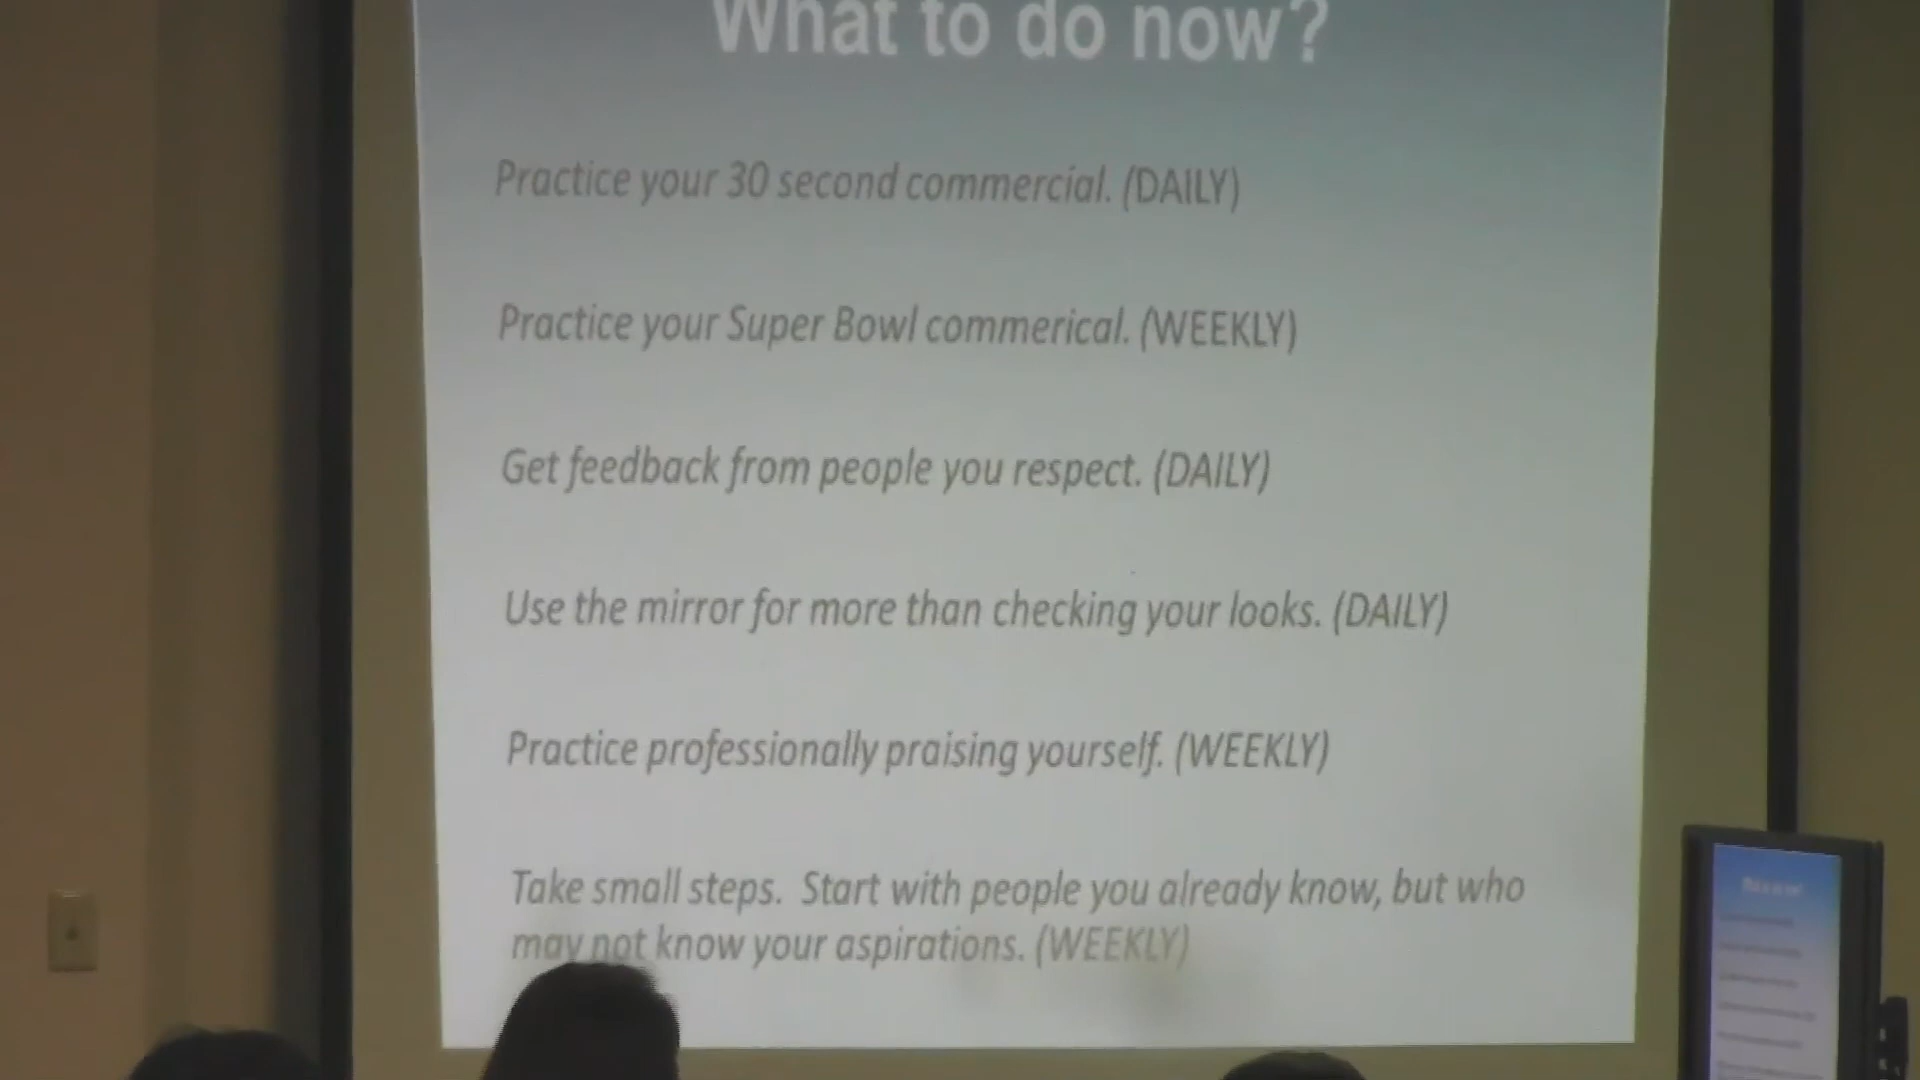 What to do now?
Practice your 30 second commercial. (DAILY)
Practice your Super Bowl commerical. (WEEKLY)
Get feedback from people you respect. (DAILY)
Use the mirror for more than checking your looks. (DAILY)
Practice professionally praising yourself. (WEEKLY)
Take small steps. Start with people you already know, but who
may not know your aspirations. (WEEKLY)